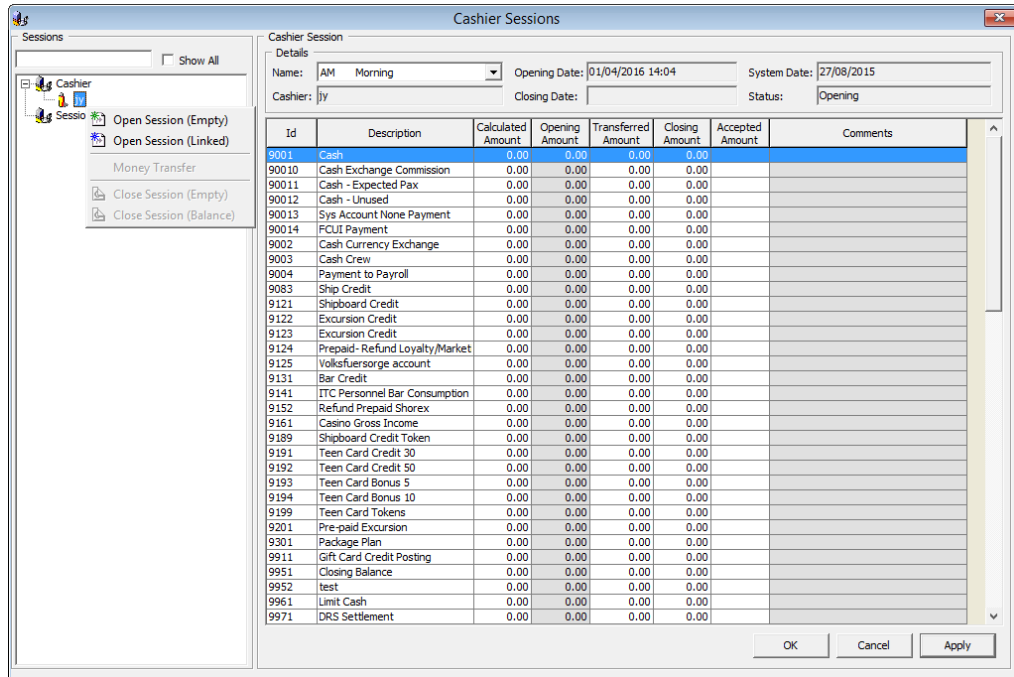 Cashier Sessions
Sessions
Show All
Cashier
jy
Sessio
Open Session (Empty)
Open Session (Linked)
Money Transfer
Close Session (Empty)
Close Session (Balance)
Cashier Session
Details
Name: AM Morning Opening Date: 01/04/2016 14:04 System Date: 27/08/2015
Cashier: jy Closing Date: Status: Opening
Id Description Calculated Amount Opening Amount Transferred Amount Closing Amount Accepted Amount Comments
9001 Cash 0.00 0.00 0.00 0.00
90010 Cash Exchange Commission 0.00 0.00 0.00 0.00
90011 Cash - Expected Pax 0.00 0.00 0.00 0.00
90012 Cash - Unused 0.00 0.00 0.00 0.00
90013 Sys Account None Payment 0.00 0.00 0.00 0.00
90014 FCUI Payment 0.00 0.00 0.00 0.00
9002 Cash Currency Exchange 0.00 0.00 0.00 0.00
9003 Cash Crew 0.00 0.00 0.00 0.00
9004 Payment to Payroll 0.00 0.00 0.00 0.00
9083 Ship Credit 0.00 0.00 0.00 0.00
9121 Shipboard Credit 0.00 0.00 0.00 0.00
9122 Excursion Credit 0.00 0.00 0.00 0.00
9123 Excursion Credit 0.00 0.00 0.00 0.00
9124 Prepaid- Refund Loyalty/Market 0.00 0.00 0.00 0.00
9125 Volksfuersorge account 0.00 0.00 0.00 0.00
9131 Bar Credit 0.00 0.00 0.00 0.00
9141 ITC Personnel Bar Consumption 0.00 0.00 0.00 0.00
9152 Refund Prepaid Shorex 0.00 0.00 0.00 0.00
9161 Casino Gross Income 0.00 0.00 0.00 0.00
9189 Shipboard Credit Token 0.00 0.00 0.00 0.00
9191 Teen Card Credit 30 0.00 0.00 0.00 0.00
9192 Teen Card Credit 50 0.00 0.00 0.00 0.00
9193 Teen Card Bonus 5 0.00 0.00 0.00 0.00
9194 Teen Card Bonus 10 0.00 0.00 0.00 0.00
9199 Teen Card Tokens 0.00 0.00 0.00 0.00
9201 Pre-paid Excursion 0.00 0.00 0.00 0.00
9301 Package Plan 0.00 0.00 0.00 0.00
9911 Gift Card Credit Posting 0.00 0.00 0.00 0.00
9951 Closing Balance 0.00 0.00 0.00 0.00
9952 test 0.00 0.00 0.00 0.00
9961 Limit Cash 0.00 0.00 0.00 0.00
9971 DRS Settlement 0.00 0.00 0.00 0.00
OK Cancel Apply